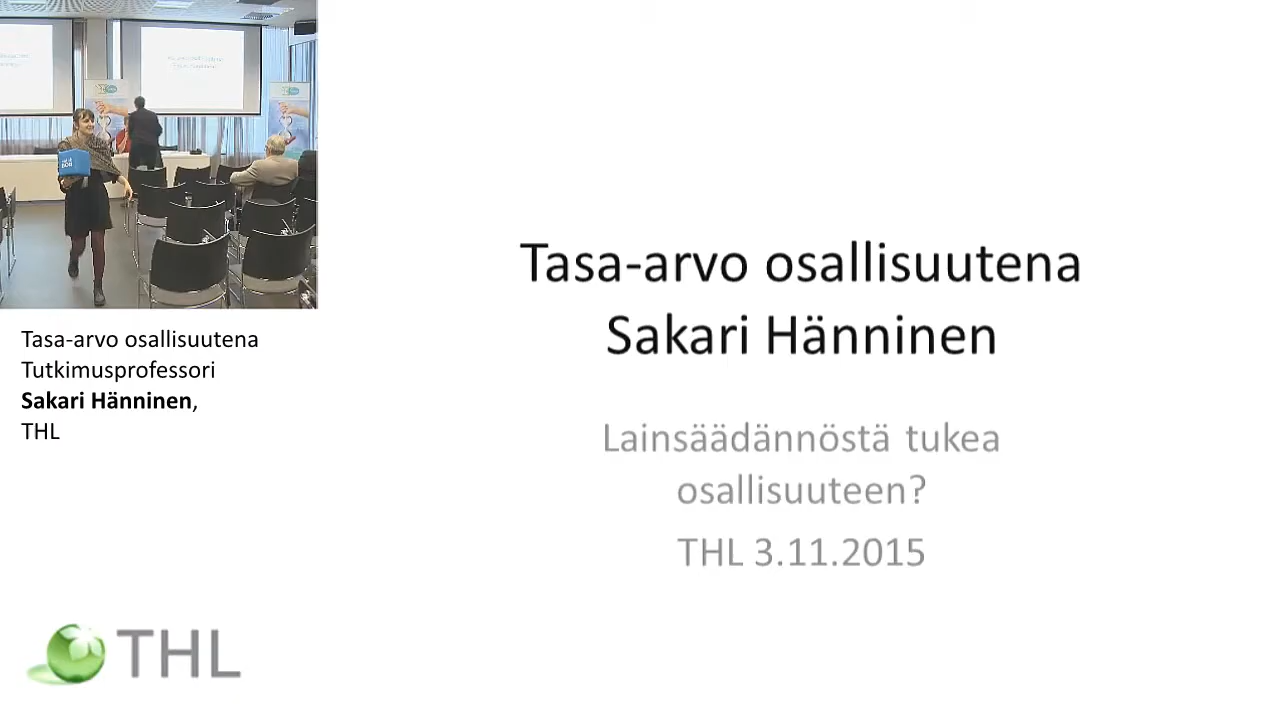 Tasa-arvo osallisuutena
Tutkimusprofessori
Sakari Hänninen,
THL
THL
Tasa-arvo osallisuutena
Sakari Hänninen
Lainsäädännöstä tukea
osallisuuteen?
THL 3.11.2015